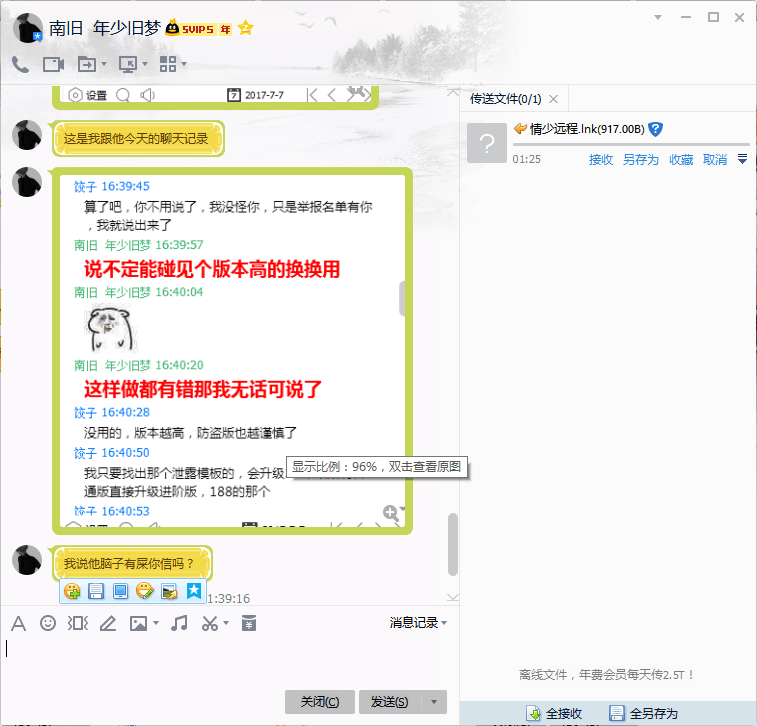 南旧 年少旧梦 SVIP5 年
设置 7 2017-7-7
这是我跟他今天的聊天记录
饺子 16:39:45
算了吧，你不用说了，我没怪你，只是举报名单有你
，我就说出来了
南旧 年少旧梦 16:39:57
说不定能碰见个版本高的换换用
南旧 年少旧梦 16:40:04
南旧 年少旧梦 16:40:20
这样做都有错那我无话可说了
饺子 16:40:28
没用的，版本越高，防盗版也越谨慎了
饺子 16:40:50
显示比例：96%，双击查看原图
我只要找出那个泄露模板的，会升级
通版直接升级进阶版，188的那个
饺子 16:40:53
我说他脑子有屎你信吗？
1:39:16
消息记录
关闭(C) 发送(S)
传送文件(0/1)
?
情少远程.lnk(917.00B)
01:25 接收 另存为 收藏 取消
离线文件，年费会员每天传2.5T！
全接收 全另存为